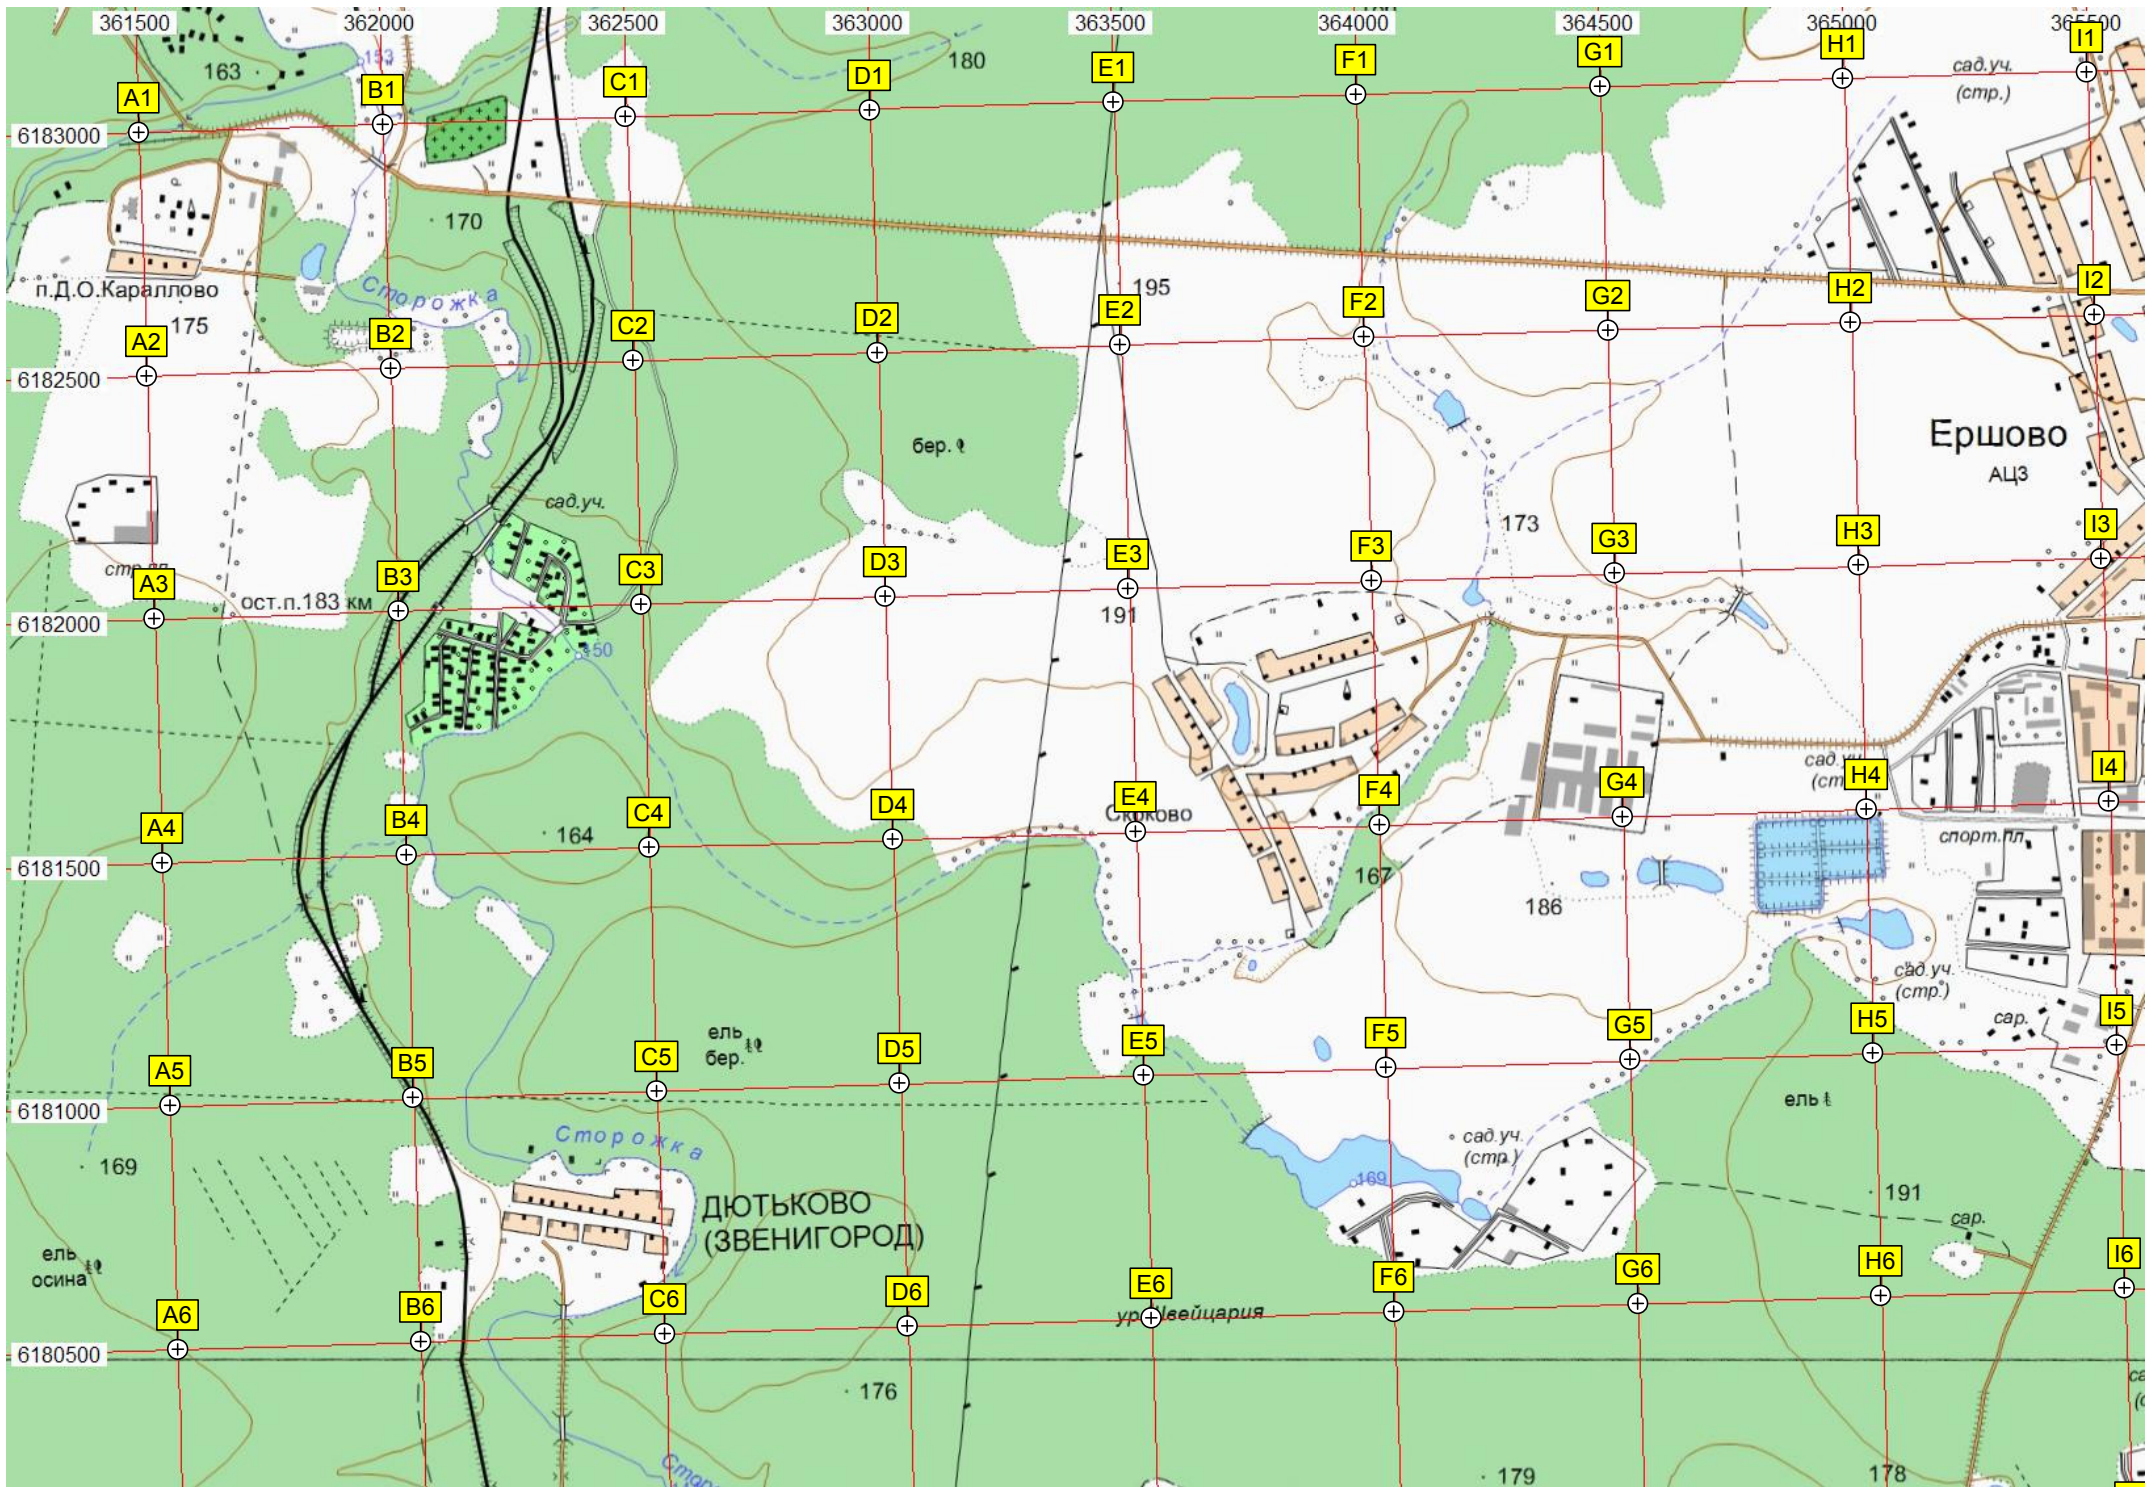 361500 362000 362500 363000 363500 364000 364500 365000 365500
I1
H1
G1
F1
E1
D1
C1
B1
A1
153
163
180
сад.уч.
(стр.)
6183000
170
п.Д.О.Караллово
Сторожка
175
195
A2 B2 C2 D2 E2 F2 G2 H2 I2
6182500
бер.
Ершово
АЦЗ
сад.уч.
173
стр.пл.
A3 B3 C3 D3 E3 F3 G3 H3 I3
ост.п.183 км
191
6182000
150
сад.уч.
A4 B4 C4 D4 E4 F4 G4 H4 I4
164
Скоково
спорт.пл.
6181500
167
186
сад.уч.
(стр.)
сар.
ель
бер.
A5 B5 C5 D5 E5 F5 G5 H5 I5
ель
6181000
Сторожка
сад.уч.
(стр.)
169
169
191
ДЮТЬКОВО
(ЗВЕНИГОРОД)
сар.
ель
осина
A6 B6 C6 D6 E6 F6 G6 H6 I6
ур.Швейцария
6180500
176
179
178